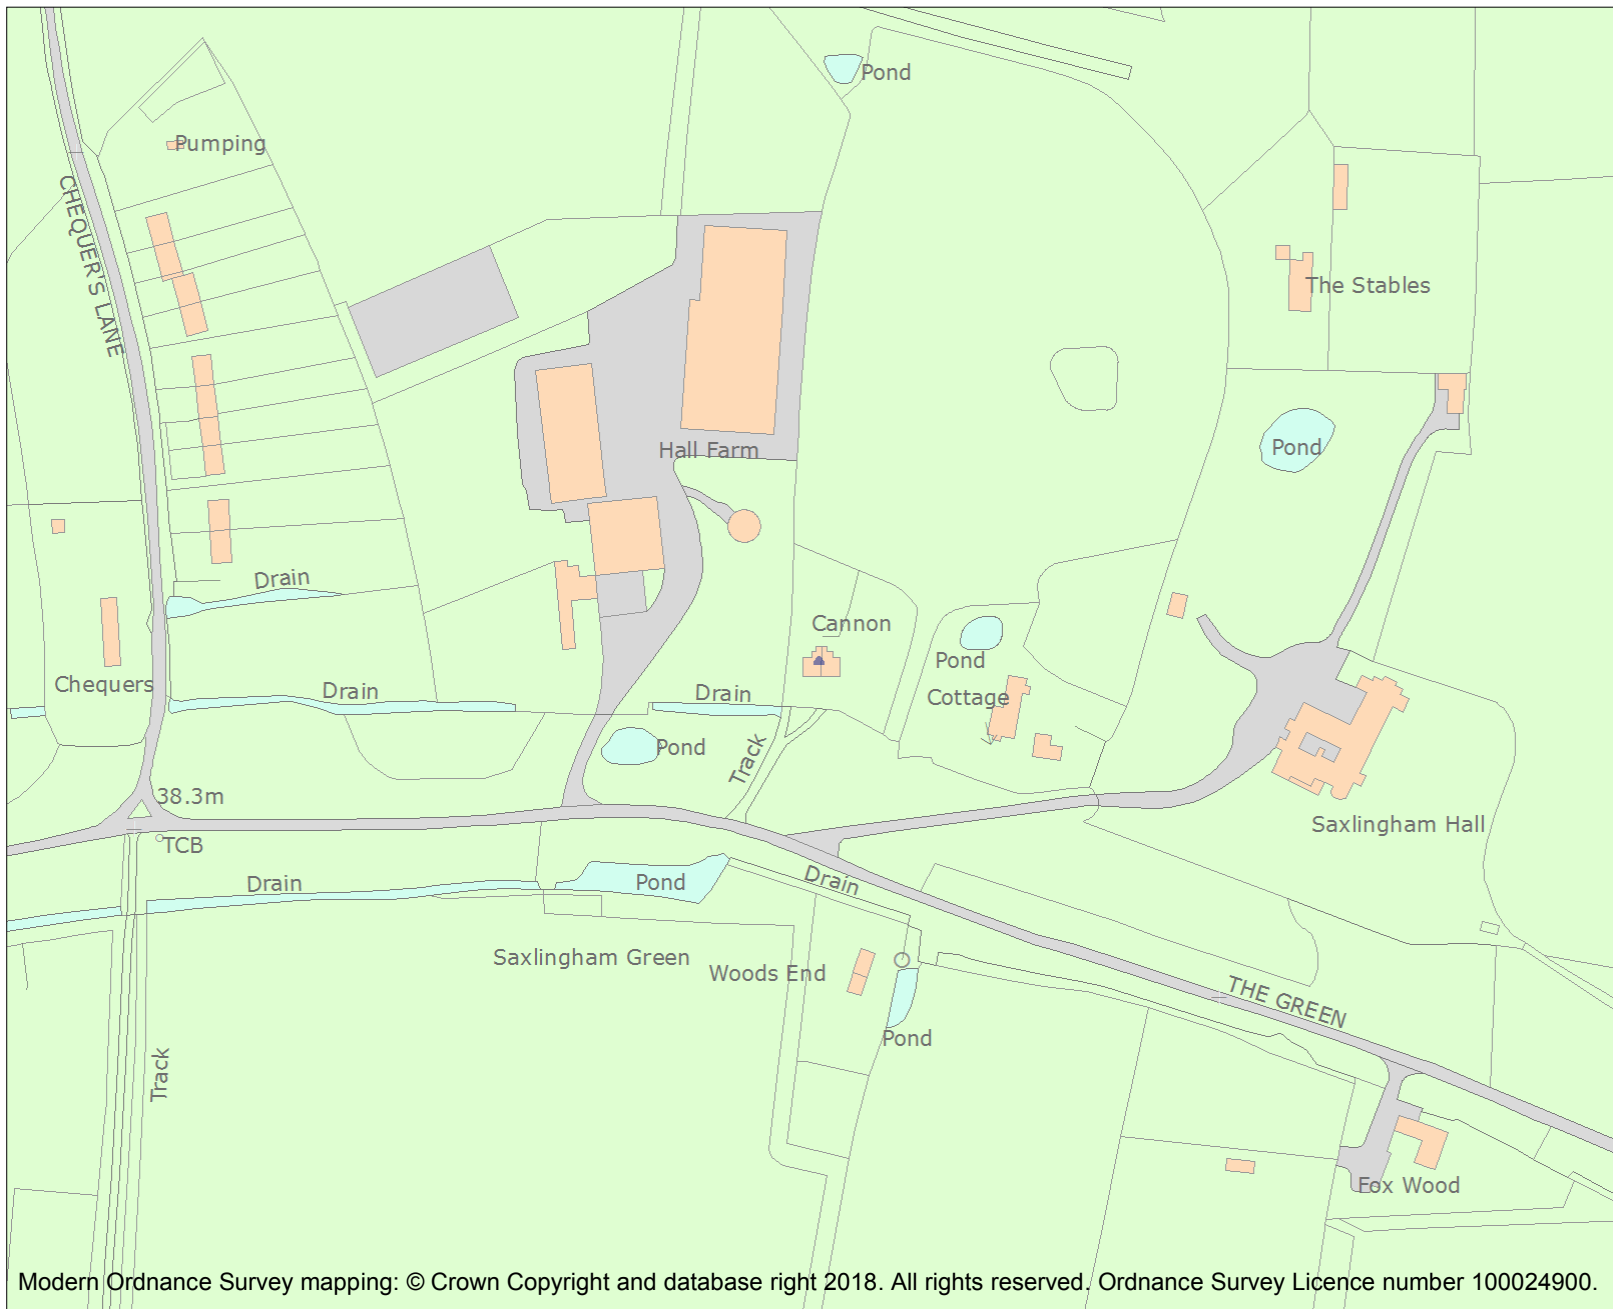 Pond
Pumping
CHEQUER'S LANE
The Stables
Hall Farm
Pond
Drain
Cannon
Pond
Chequers
Drain
Drain
Cottage
Pond
Track
38.3m
TCB
Saxlingham Hall
Drain
Pond
Drain
Saxlingham Green
Woods End
THE GREEN
Pond
Track
Fox Wood
Modern Ordnance Survey mapping: © Crown Copyright and database right 2018. All rights reserved. Ordnance Survey Licence number 100024900.